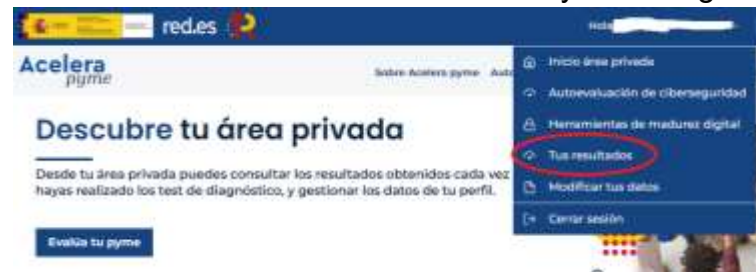 red.es
Hola
Acelera
pyme
Sobre Acelera pyme
Inicio área privada
Autoevaluación de ciberseguridad
Herramientas de madurez digital
Tus resultados
Modificar tus datos
Cerrar sesión
Descubre tu área privada
Desde tu área privada puedes consultar los resultados obtenidos cada vez
hayas realizado los test de diagnóstico, y gestionar los datos de tu perfil.
Evalúa tu pyme